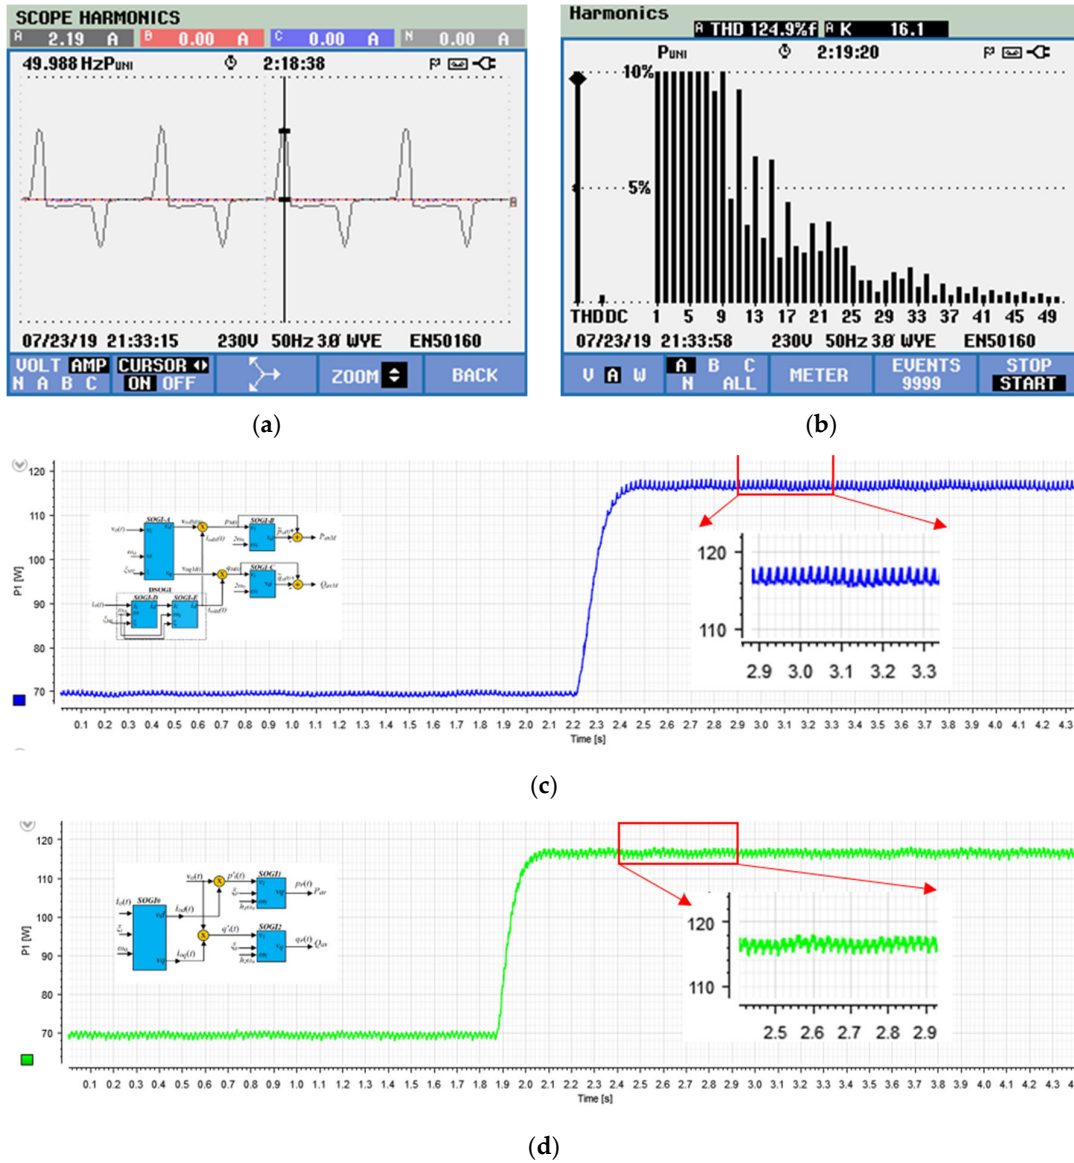 SCOPE HARMONICS
A 2.19 A B 0.00 A C 0.00 A N 0.00 A
49.988 HzPUNI 2:18:38
07/23/19 21:33:15 230V 50Hz 3Ø WYE EN50160
VOLT AMP
N A B C
CURSOR
ON OFF
ZOOM
BACK
(a)
Harmonics
A THD 124.9%f A K 16.1
PUNI 2:19:20
10%
5%
THDDC 1 5 9 13 17 21 25 29 33 37 41 45 49
07/23/19 21:33:58 230V 50Hz 3Ø WYE EN50160
V A W
A B C
N ALL
METER
EVENTS
9999
STOP
START
(b)
P1 [W]
120
110
100
90
80
70
SOGI-A
SOGI-B
SOGI-C
DSOGI
SOGI-D SOGI-E
120
110
2.9 3.0 3.1 3.2 3.3
0.1 0.2 0.3 0.4 0.5 0.6 0.7 0.8 0.9 1.0 1.1 1.2 1.3 1.4 1.5 1.6 1.7 1.8 1.9 2.0 2.1 2.2 2.3 2.4 2.5 2.6 2.7 2.8 2.9 3.0 3.1 3.2 3.3 3.4 3.5 3.6 3.7 3.8 3.9 4.0 4.1 4.2 4.3
Time [s]
(c)
P1 [W]
120
110
100
90
80
70
SOGI0
SOGI1
SOGI2
120
110
2.5 2.6 2.7 2.8 2.9
0.1 0.2 0.3 0.4 0.5 0.6 0.7 0.8 0.9 1.0 1.1 1.2 1.3 1.4 1.5 1.6 1.7 1.8 1.9 2.0 2.1 2.2 2.3 2.4 2.5 2.6 2.7 2.8 2.9 3.0 3.1 3.2 3.3 3.4 3.5 3.6 3.7 3.8 3.9 4.0 4.1 4.2 4.3
Time [s]
(d)